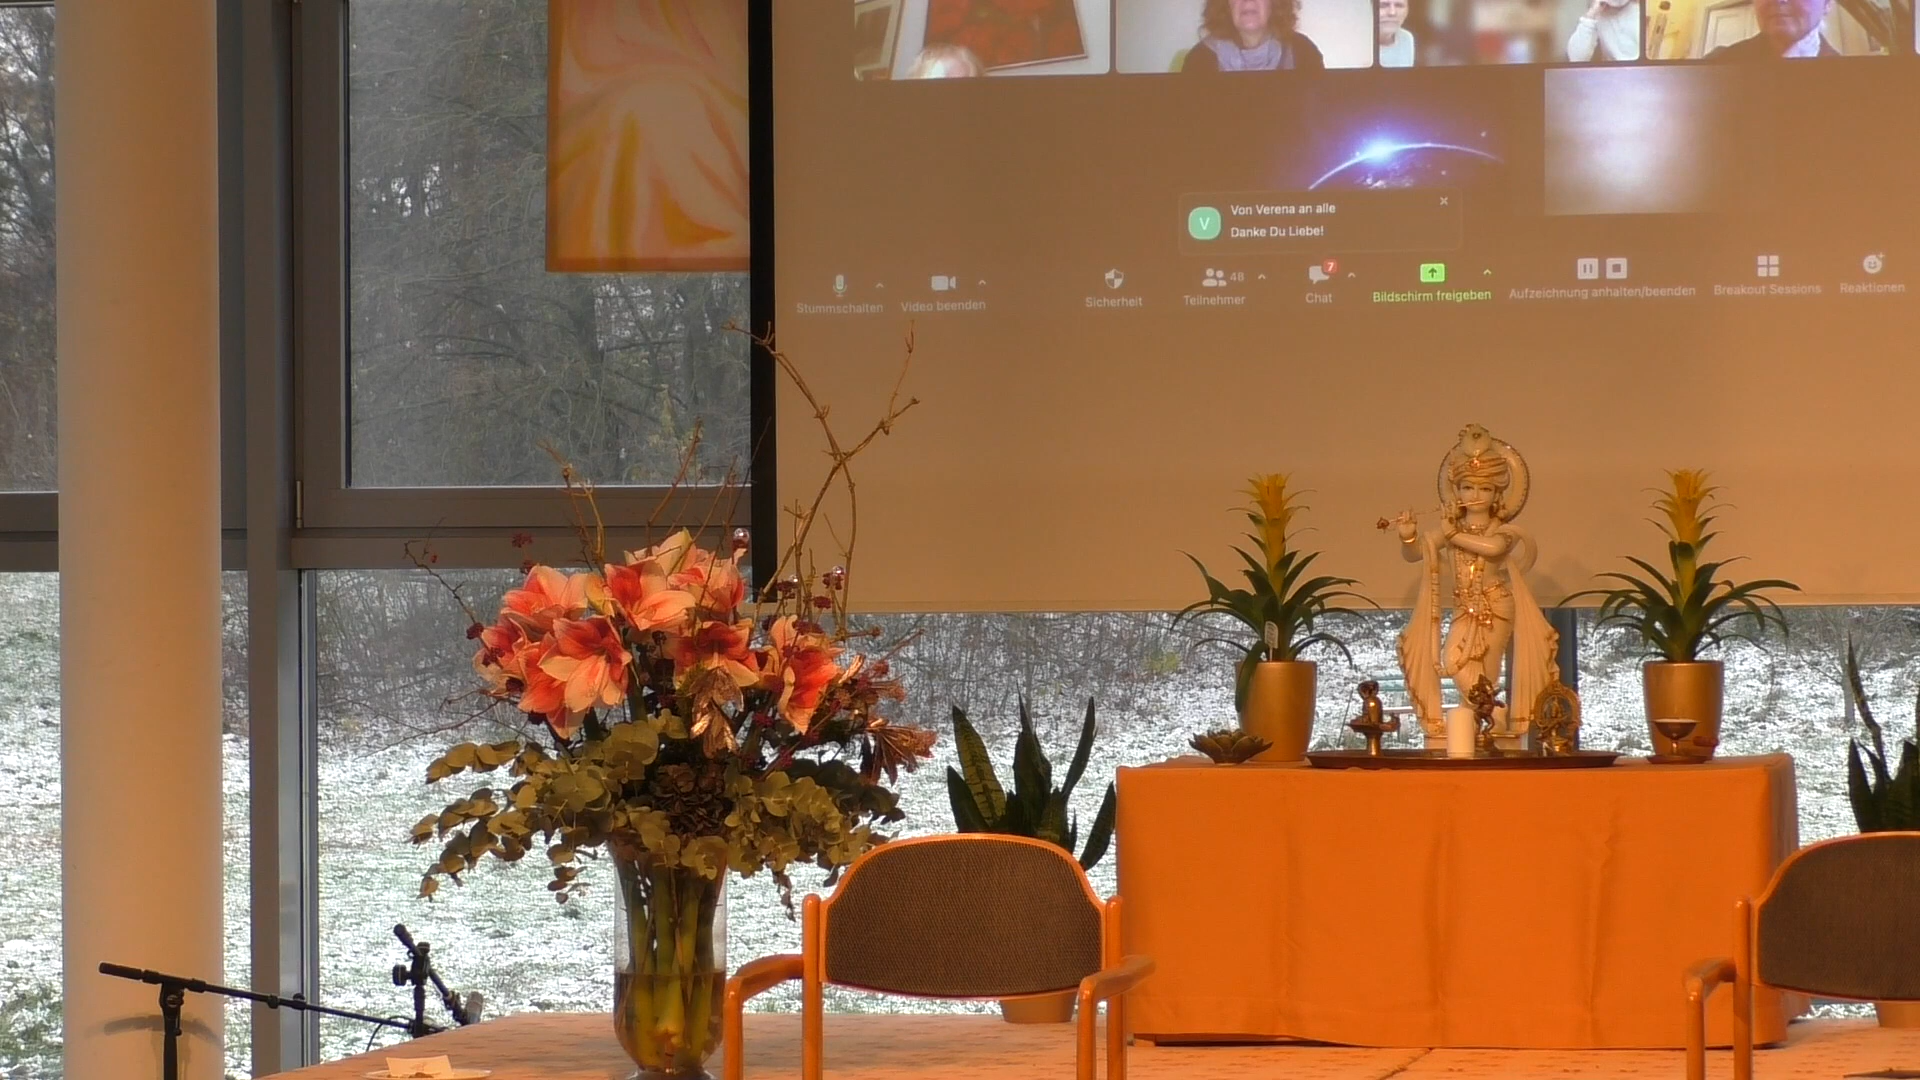 Von Verena an alle
V
Danke Du Liebe!
7
48
Stummschalten
Video beenden
Sicherheit
Teilnehmer
Chat
Bildschirm freigeben
Aufzeichnung anhalten/beenden
Breakout Sessions
Reaktionen